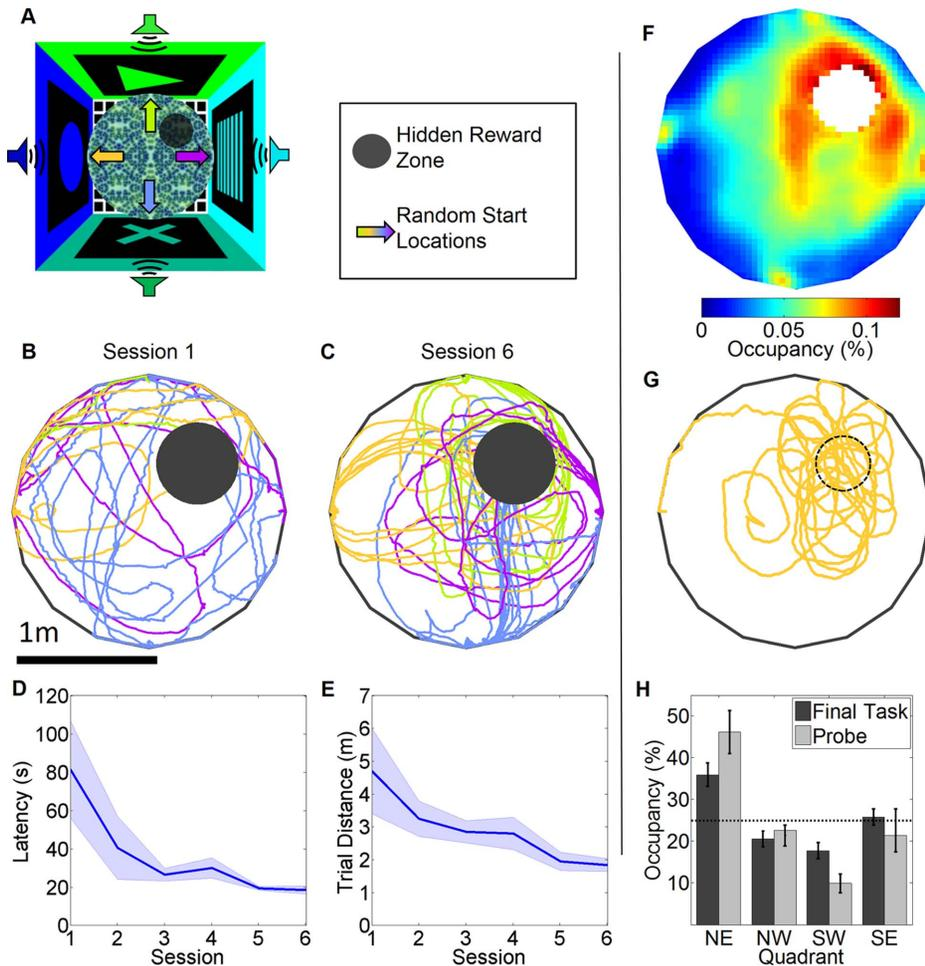 A
Hidden Reward
Zone
Random Start
Locations
B
Session 1
C
Session 6
1m
D
120
100
80
60
40
20
0
Latency (s)
1 2 3 4 5 6
Session
E
7
6
5
4
3
2
1
0
Trial Distance (m)
1 2 3 4 5 6
Session
F
0 0.05 0.1
Occupancy (%)
G
H
Final Task
Probe
50
40
30
20
10
Occupancy (%)
NE NW SW SE
Quadrant